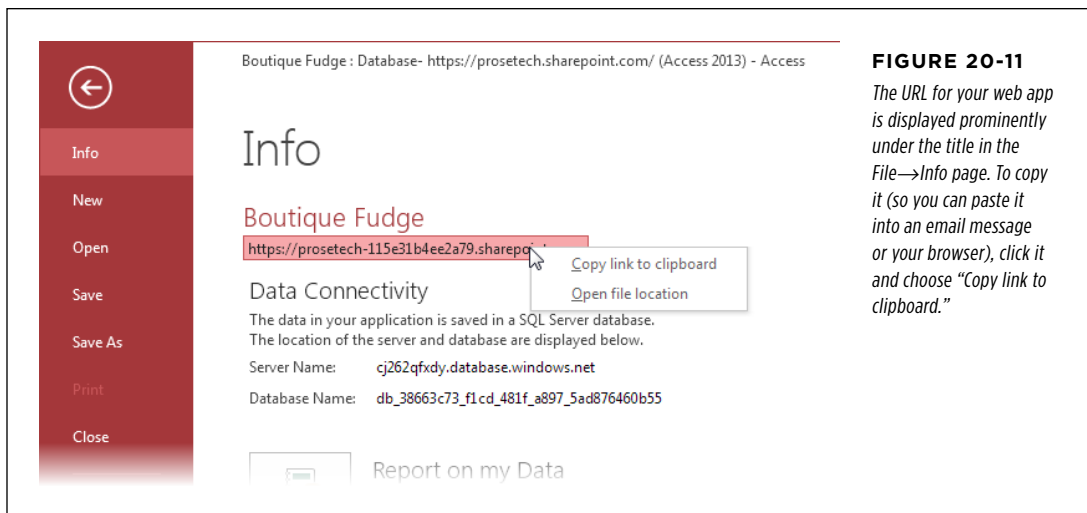 Boutique Fudge : Database- https://prosetech.sharepoint.com/ (Access 2013) - Access
Info
New
Open
Save
Save As
Print
Close
Info
Boutique Fudge
https://prosetech-115e31b4ee2a79.sharepoint
Copy link to clipboard
Open file location
Data Connectivity
The data in your application is saved in a SQL Server database.
The location of the server and database are displayed below.
Server Name: cj262qfxdy.database.windows.net
Database Name: db_38663c73_f1cd_481f_a897_5ad876460b55
Report on my Data
FIGURE 20-11
The URL for your web app
is displayed prominently
under the title in the
File→Info page. To copy
it (so you can paste it
into an email message
or your browser), click it
and choose “Copy link to
clipboard.”